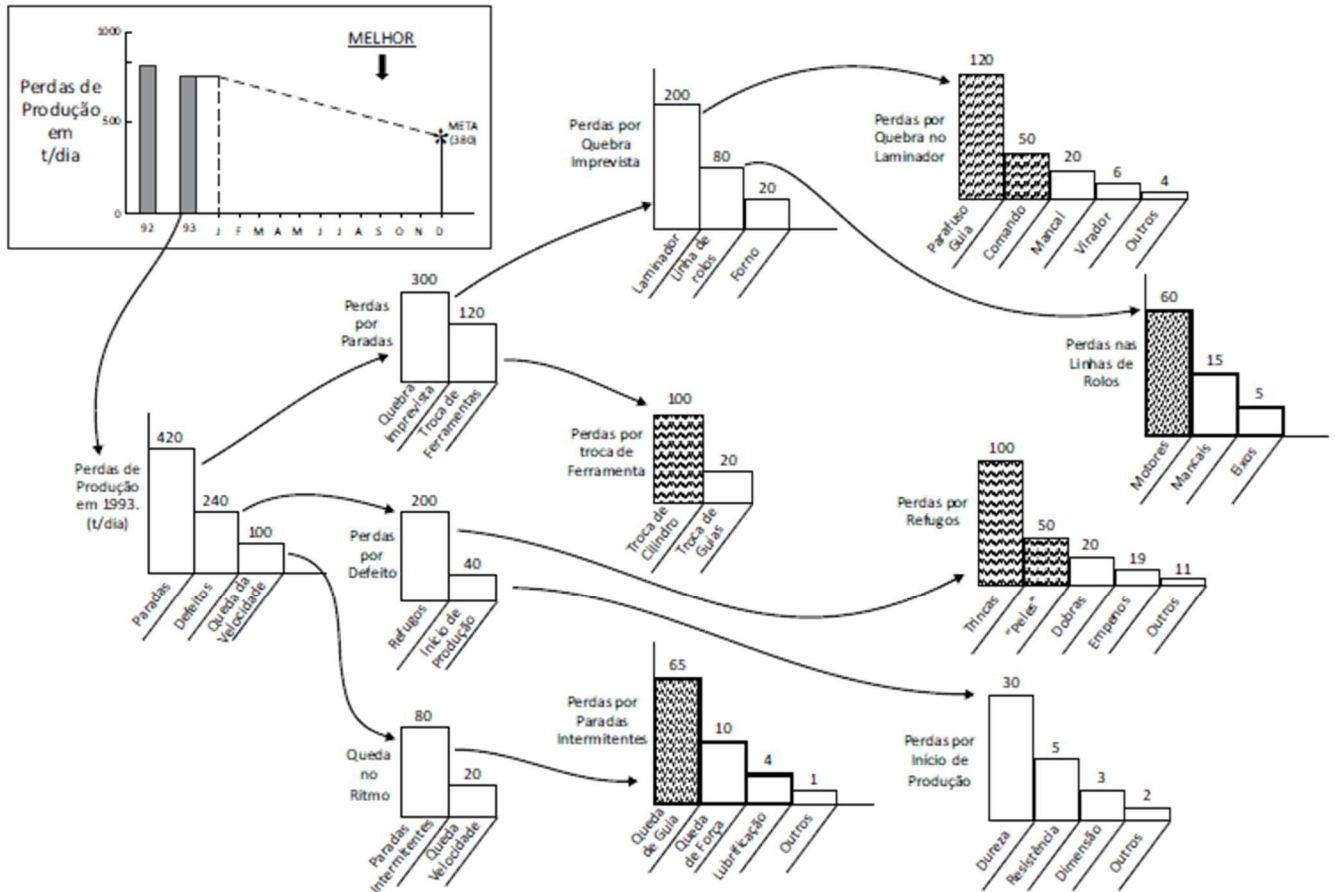 1000
500
0
Perdas de
Produção
em
t/dia
MELHOR
META
(380)
92
93
J F M A M J J A S O N D
Perdas de
Produção
em 1993.
(t/dia)
420
240
100
Paradas
Defeitos
Queda da
Velocidade
Perdas
por
Paradas
300
120
Quebra
Imprevista
Troca de
Ferramentas
Perdas por
Quebra
Imprevista
200
80
20
Laminador
Linha de
rolos
Forno
Perdas por
Quebra no
Laminador
120
50
20
6
4
Parafuso
Guia
Comando
Mancal
Virador
Outros
Perdas nas
Linhas de
Rolos
60
15
5
Motores
Mancais
Eixos
Perdas por
troca de
Ferramenta
100
20
Troca de
Cilindro
Troca de
Guias
Perdas
por
Defeito
200
40
Refugos
Início de
Produção
Perdas por
Refugos
100
50
20
19
11
Trincas
"Peles"
Dobras
Empenos
Outros
Queda
no
Ritmo
80
20
Paradas
Intermitentes
Queda
Velocidade
Perdas por
Paradas
Intermitentes
65
10
4
1
Queda
de Guia
Queda
de Força
Lubrificação
Outros
Perdas por
Início de
Produção
30
5
3
2
Dureza
Resistência
Dimensão
Outros